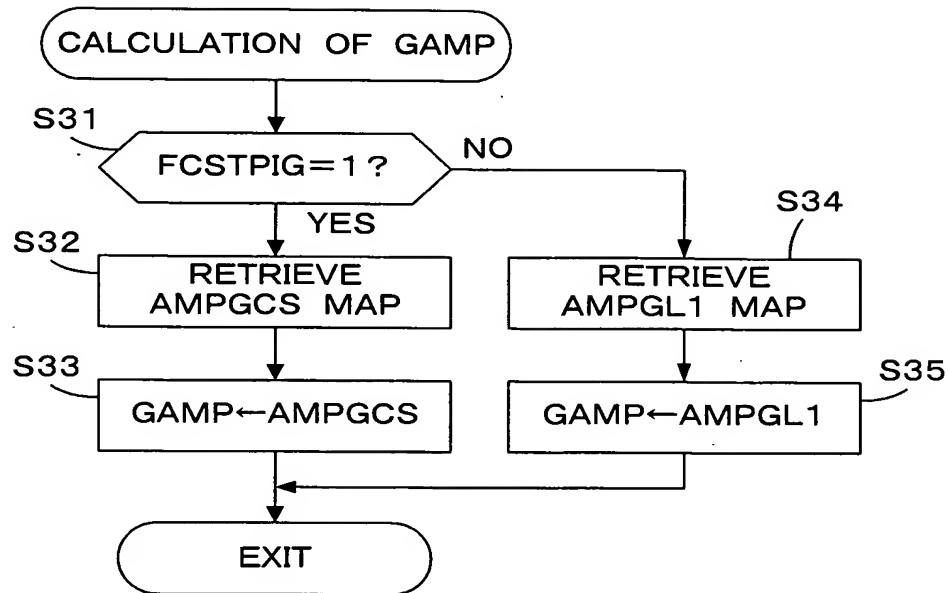 CALCULATION OF GAMP
S31
FCSTPIG=1?
NO
YES
S32
RETRIEVE
AMPGCS MAP
S34
RETRIEVE
AMPGL1 MAP
S33
GAMP←AMPGCS
S35
GAMP←AMPGL1
EXIT